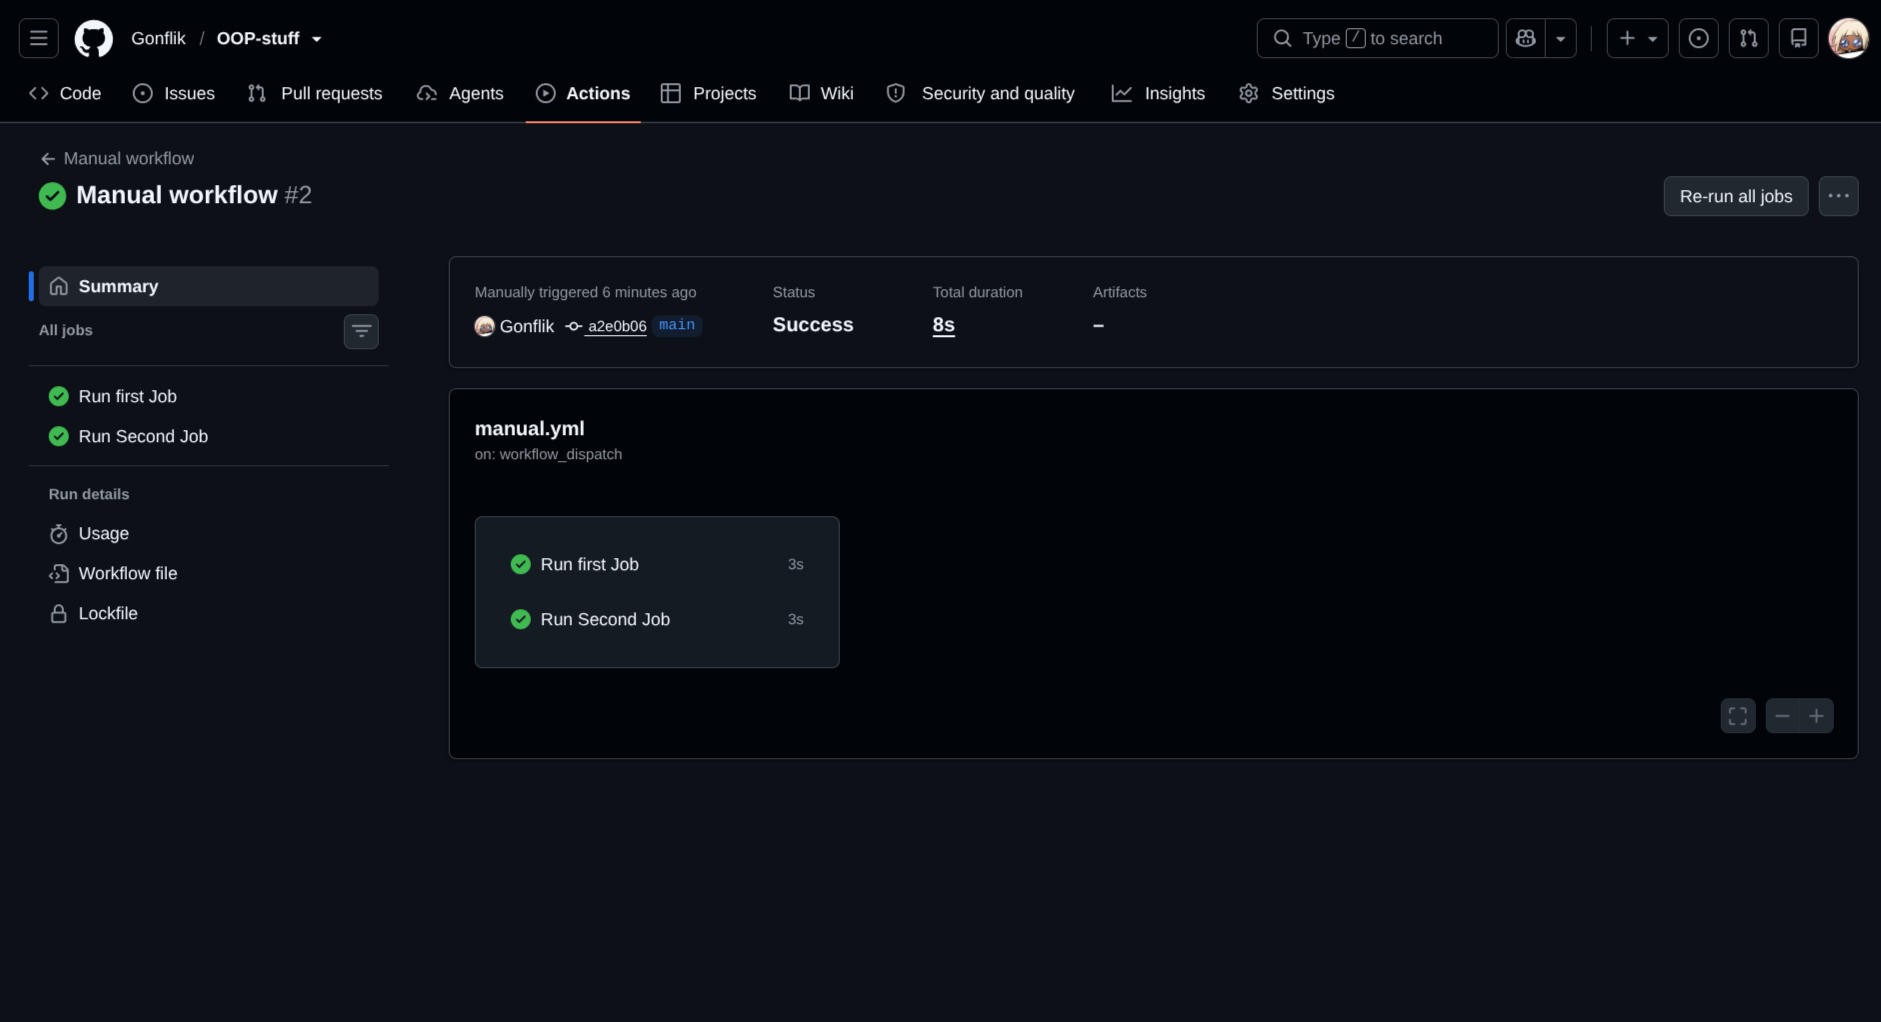 Gonflik / OOP-stuff
Type / to search
Code Issues Pull requests Agents Actions Projects Wiki Security and quality Insights Settings
Manual workflow
Manual workflow #2
Re-run all jobs
Summary
All jobs
Run first Job
Run Second Job
Run details
Usage
Workflow file
Lockfile
Manually triggered 6 minutes ago
Gonflik a2e0b06 main
Status
Success
Total duration
8s
Artifacts
–
manual.yml
on: workflow_dispatch
Run first Job 3s
Run Second Job 3s